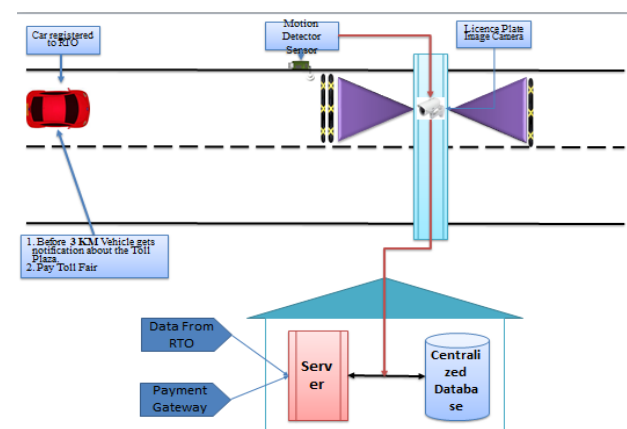 Car registered
to RTO
Motion
Detector
Sensor
Licence Plate
Image Camera
1. Before 3 KM Vehicle gets
notification about the Toll
Plaza.
2. Pay Toll Fair
Data From
RTO
Payment
Gateway
Serv
er
Centrali
zed
Databa
se